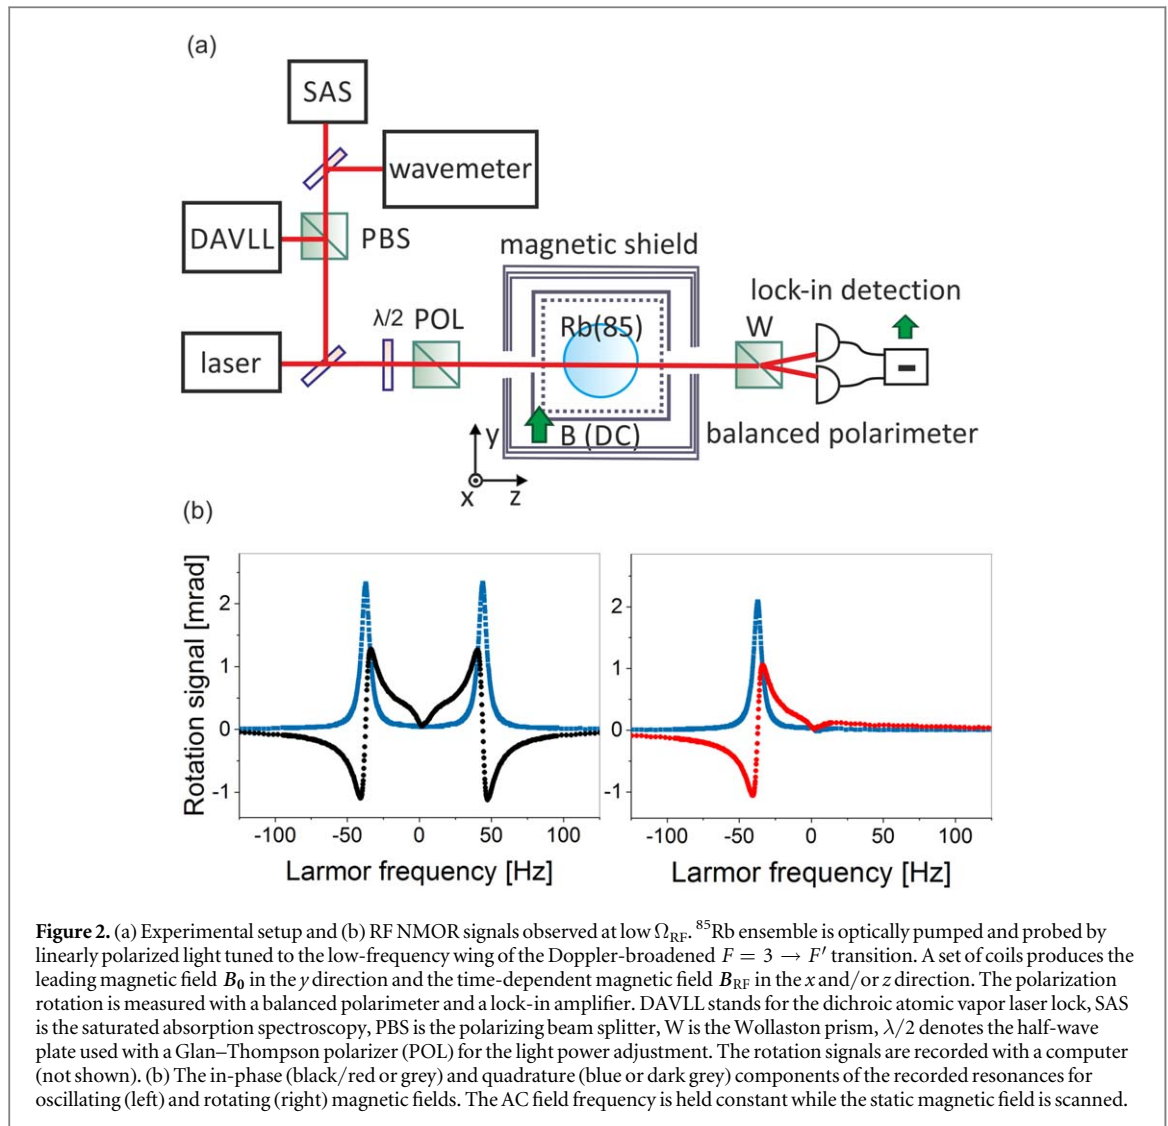 (a)
SAS
wavemeter
DAVLL
PBS
magnetic shield
lock-in detection
λ/2 POL
Rb(85)
W
laser
B (DC)
balanced polarimeter
y
x
z
(b)
Rotation signal [mrad]
2
1
0
-1
-100 -50 0 50 100
Larmor frequency [Hz]
2
1
0
-1
-100 -50 0 50 100
Larmor frequency [Hz]
Figure 2. (a) Experimental setup and (b) RF NMOR signals observed at low Ω_RF. ⁸⁵Rb ensemble is optically pumped and probed by
linearly polarized light tuned to the low-frequency wing of the Doppler-broadened F = 3 → F′ transition. A set of coils produces the
leading magnetic field B₀ in the y direction and the time-dependent magnetic field B_RF in the x and/or z direction. The polarization
rotation is measured with a balanced polarimeter and a lock-in amplifier. DAVLL stands for the dichroic atomic vapor laser lock, SAS
is the saturated absorption spectroscopy, PBS is the polarizing beam splitter, W is the Wollaston prism, λ/2 denotes the half-wave
plate used with a Glan–Thompson polarizer (POL) for the light power adjustment. The rotation signals are recorded with a computer
(not shown). (b) The in-phase (black/red or grey) and quadrature (blue or dark grey) components of the recorded resonances for
oscillating (left) and rotating (right) magnetic fields. The AC field frequency is held constant while the static magnetic field is scanned.